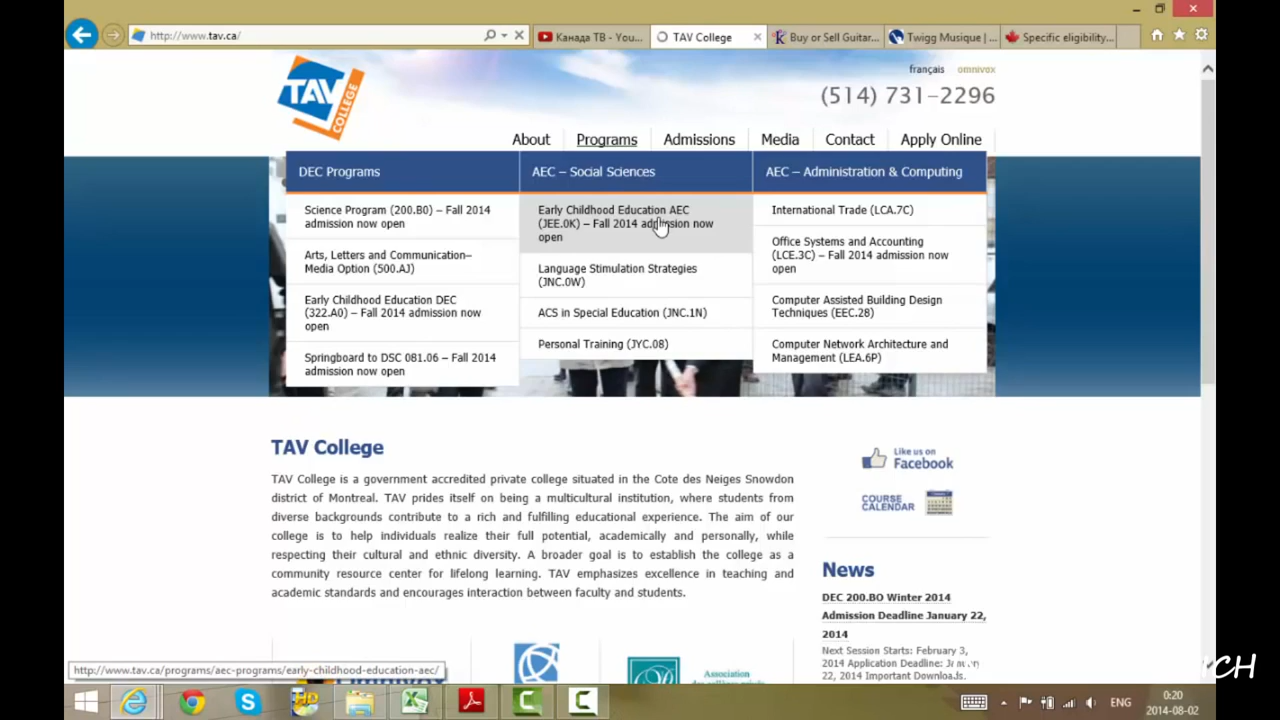 http://www.tav.ca/
Канада ТВ - You...
TAV College
Buy or Sell Guitar...
Twigg Musique | ...
Specific eligibility...
TAV
COLLEGE
français omnivox
(514) 731-2296
About
Programs
Admissions
Media
Contact
Apply Online
DEC Programs
Science Program (200.B0) – Fall 2014
admission now open
Arts, Letters and Communication–
Media Option (500.AJ)
Early Childhood Education DEC
(322.A0) – Fall 2014 admission now
open
Springboard to DSC 081.06 – Fall 2014
admission now open
AEC – Social Sciences
Early Childhood Education AEC
(JEE.0K) – Fall 2014 admission now
open
Language Stimulation Strategies
(JNC.0W)
ACS in Special Education (JNC.1N)
Personal Training (JYC.08)
AEC – Administration & Computing
International Trade (LCA.7C)
Office Systems and Accounting
(LCE.3C) – Fall 2014 admission now
open
Computer Assisted Building Design
Techniques (EEC.28)
Computer Network Architecture and
Management (LEA.6P)
TAV College
TAV College is a government accredited private college situated in the Cote des Neiges Snowdon
district of Montreal. TAV prides itself on being a multicultural institution, where students from
diverse backgrounds contribute to a rich and fulfilling educational experience. The aim of our
college is to help individuals realize their full potential, academically and personally, while
respecting their cultural and ethnic diversity. A broader goal is to establish the college as a
community resource center for lifelong learning. TAV emphasizes excellence in teaching and
academic standards and encourages interaction between faculty and students.
Like us on
Facebook
COURSE
CALENDAR
News
DEC 200.BO Winter 2014
Admission Deadline January 22,
2014
Next Session Starts: February 3,
2014 Application Deadline:
22, 2014 Important Downloads.
Association
http://www.tav.ca/programs/aec-programs/early-childhood-education-aec/
ENG
0:20
2014-08-02